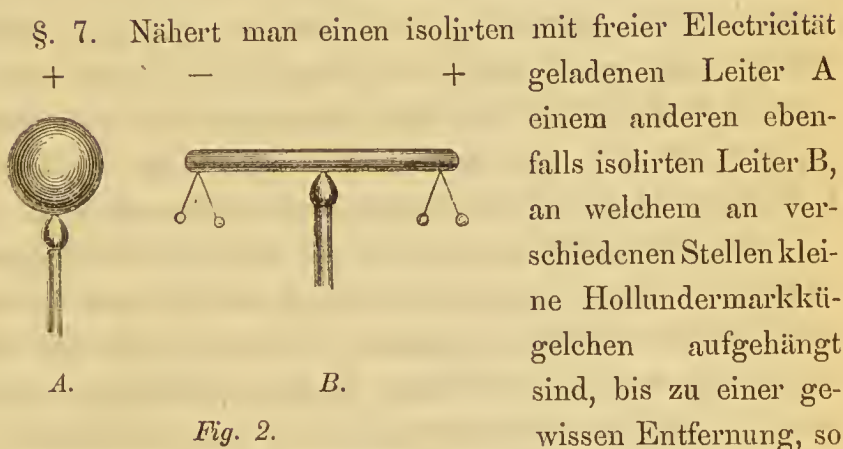 §. 7. Nähert man einen isolirten mit freier Electricität
+ − + geladenen Leiter A
einem anderen eben-
falls isolirten Leiter B,
an welchem an ver-
schiedenen Stellen klei-
ne Hollundermarkkü-
gelchen aufgehängt
A. B. sind, bis zu einer ge-
Fig. 2. wissen Entfernung, so